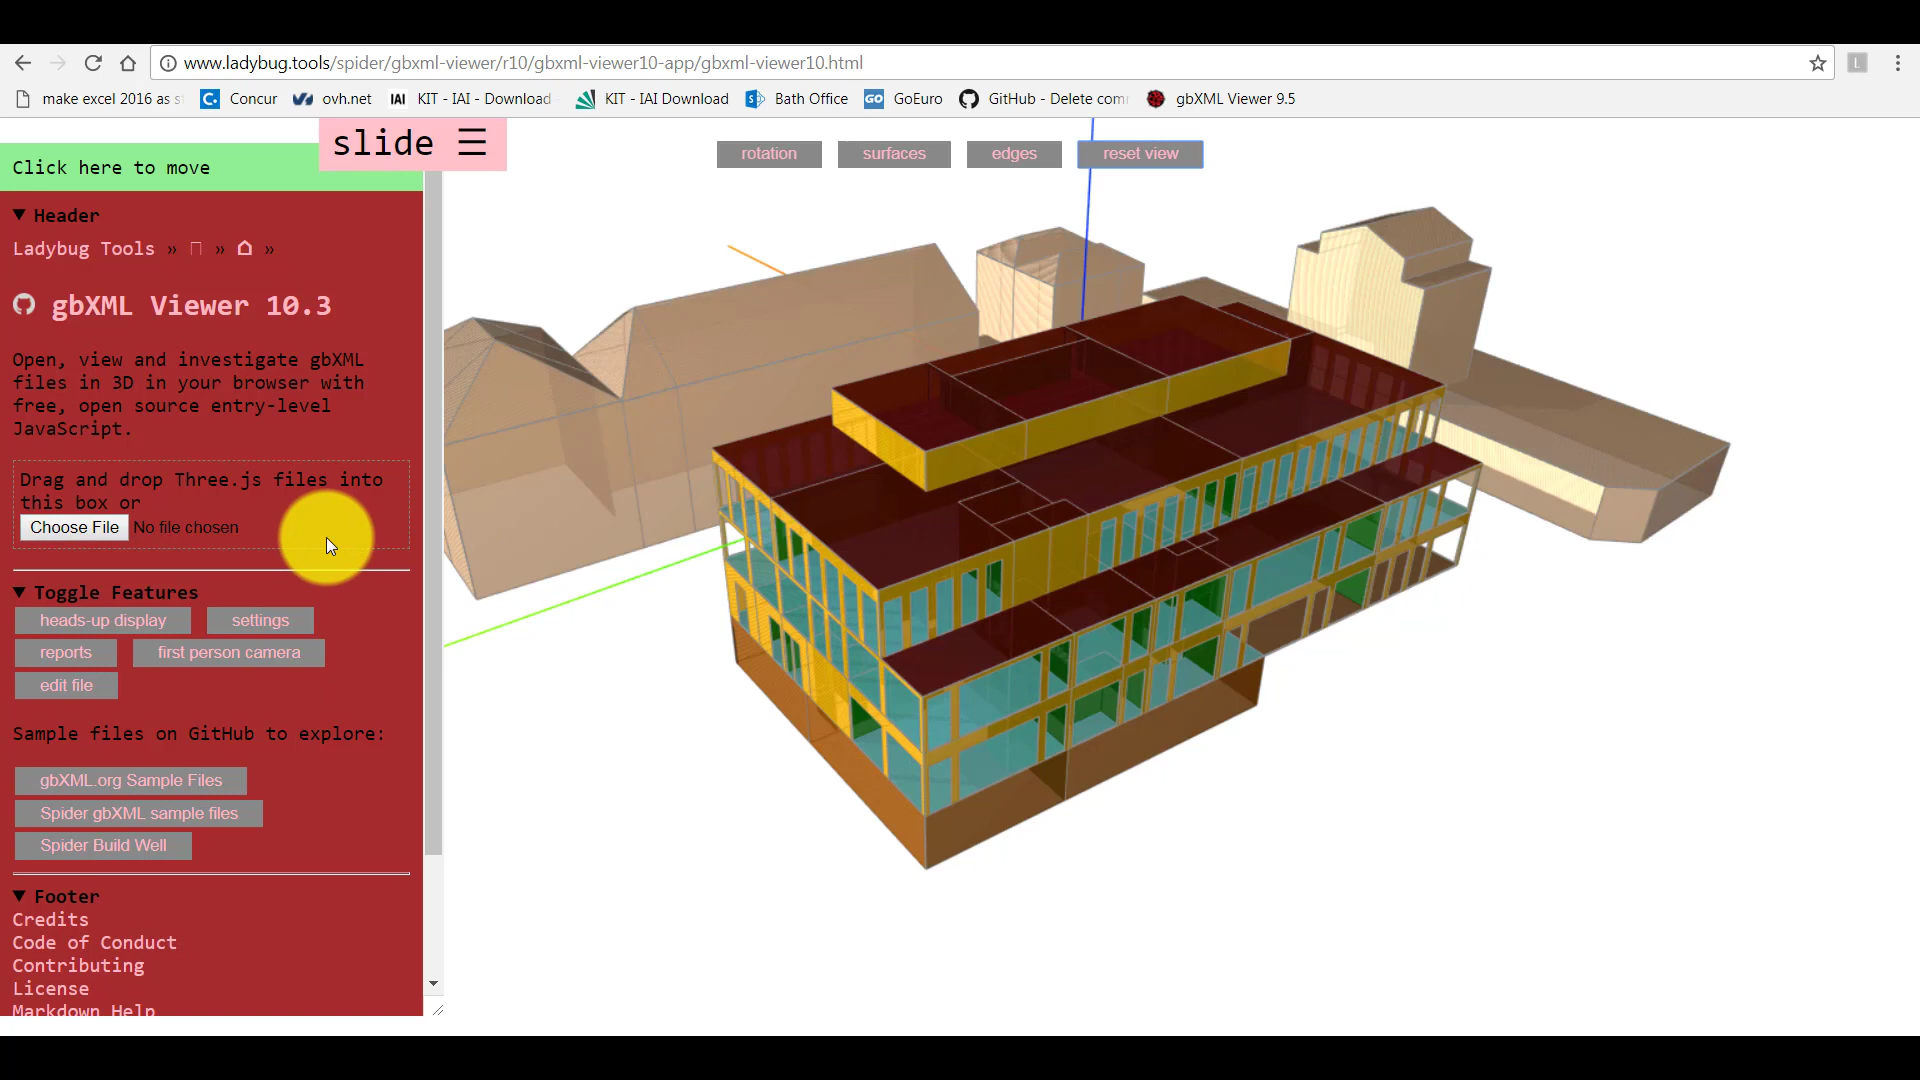 www.ladybug.tools/spider/gbxml-viewer/r10/gbxml-viewer10-app/gbxml-viewer10.html
L
make excel 2016 as
Concur
ovh.net
IAI KIT - IAI - Download
KIT - IAI Download
Bath Office
GO GoEuro
GitHub - Delete com
gbXML Viewer 9.5
slide ☰
Click here to move
rotation
surfaces
edges
reset view
▼ Header
Ladybug Tools » » »
gbXML Viewer 10.3
Open, view and investigate gbXML
files in 3D in your browser with
free, open source entry-level
JavaScript.
Drag and drop Three.js files into
this box or
Choose File No file chosen
▼ Toggle Features
heads-up display settings
reports first person camera
edit file
Sample files on GitHub to explore:
gbXML.org Sample Files
Spider gbXML sample files
Spider Build Well
▼ Footer
Credits
Code of Conduct
Contributing
License
Markdown Help